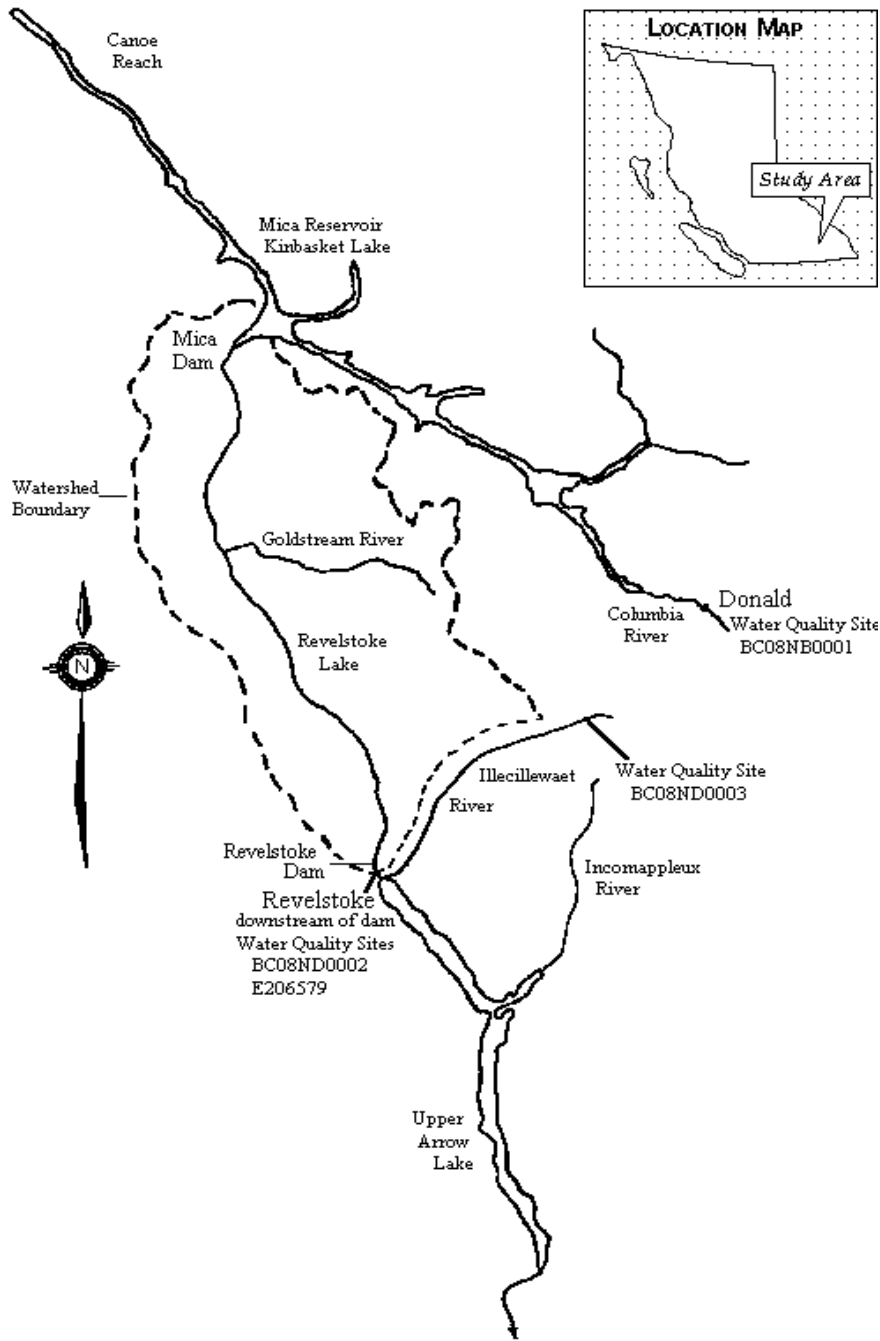 LOCATION MAP
Study Area
Canoe
Reach
Mica Reservoir
Kinbasket Lake
Mica
Dam
Watershed
Boundary
Goldstream River
Revelstoke
Lake
N
Columbia
River
Donald
Water Quality Site
BC08NB0001
Illecillewaet
River
Water Quality Site
BC08ND0003
Incomappleux
River
Revelstoke
Dam
Revelstoke
downstream of dam
Water Quality Sites
BC08ND0002
E206579
Upper
Arrow
Lake